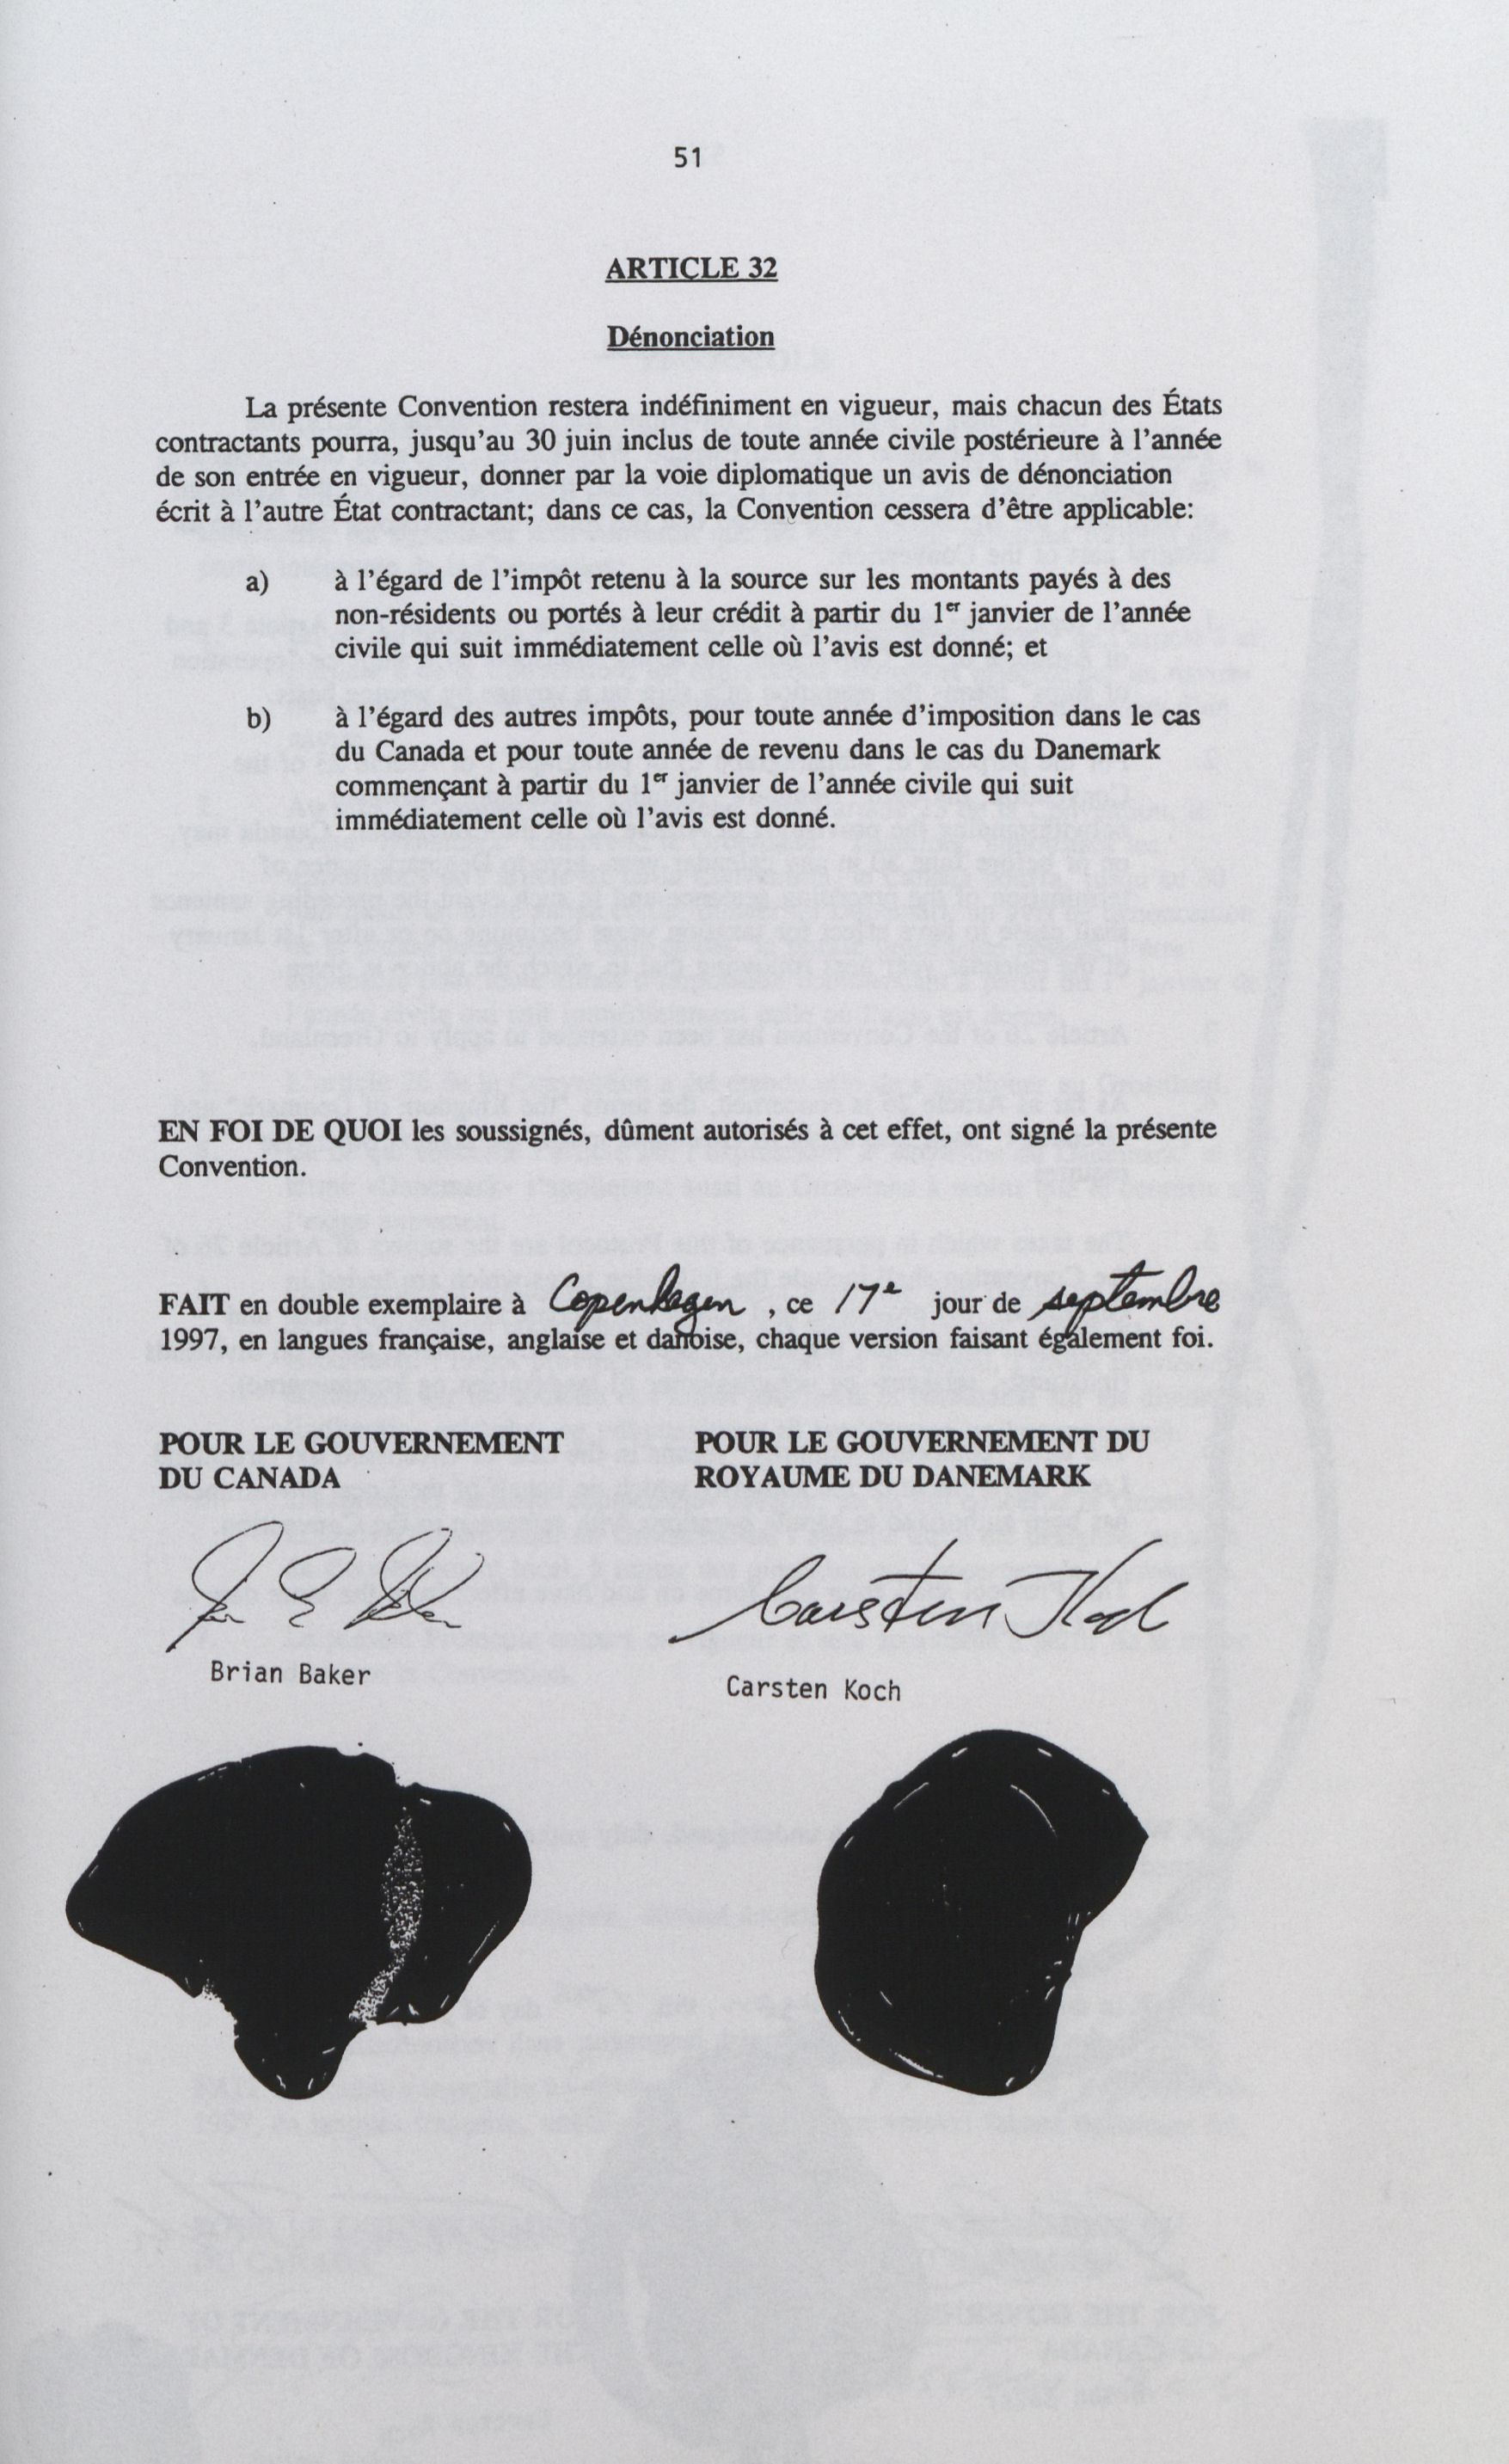 51
ARTICLE 32
Dénonciation
La présente Convention restera indéfiniment en vigueur, mais chacun des États
contractants pourra, jusqu'au 30 juin inclus de toute année civile postérieure à l'année
de son entrée en vigueur, donner par la voie diplomatique un avis de dénonciation
écrit à l'autre État contractant; dans ce cas, la Convention cessera d'être applicable:
a) à l'égard de l'impôt retenu à la source sur les montants payés à des
non-résidents ou portés à leur crédit à partir du 1er janvier de l'année
civile qui suit immédiatement celle où l'avis est donné; et
b) à l'égard des autres impôts, pour toute année d'imposition dans le cas
du Canada et pour toute année de revenu dans le cas du Danemark
commençant à partir du 1er janvier de l'année civile qui suit
immédiatement celle où l'avis est donné.
EN FOI DE QUOI les soussignés, dûment autorisés à cet effet, ont signé la présente
Convention.
FAIT en double exemplaire à Copenhagen, ce 17e jour de septembre
1997, en langues française, anglaise et danoise, chaque version faisant également foi.
POUR LE GOUVERNEMENT
DU CANADA
POUR LE GOUVERNEMENT DU
ROYAUME DU DANEMARK
Carsten Koch
Brian Baker
Carsten Koch